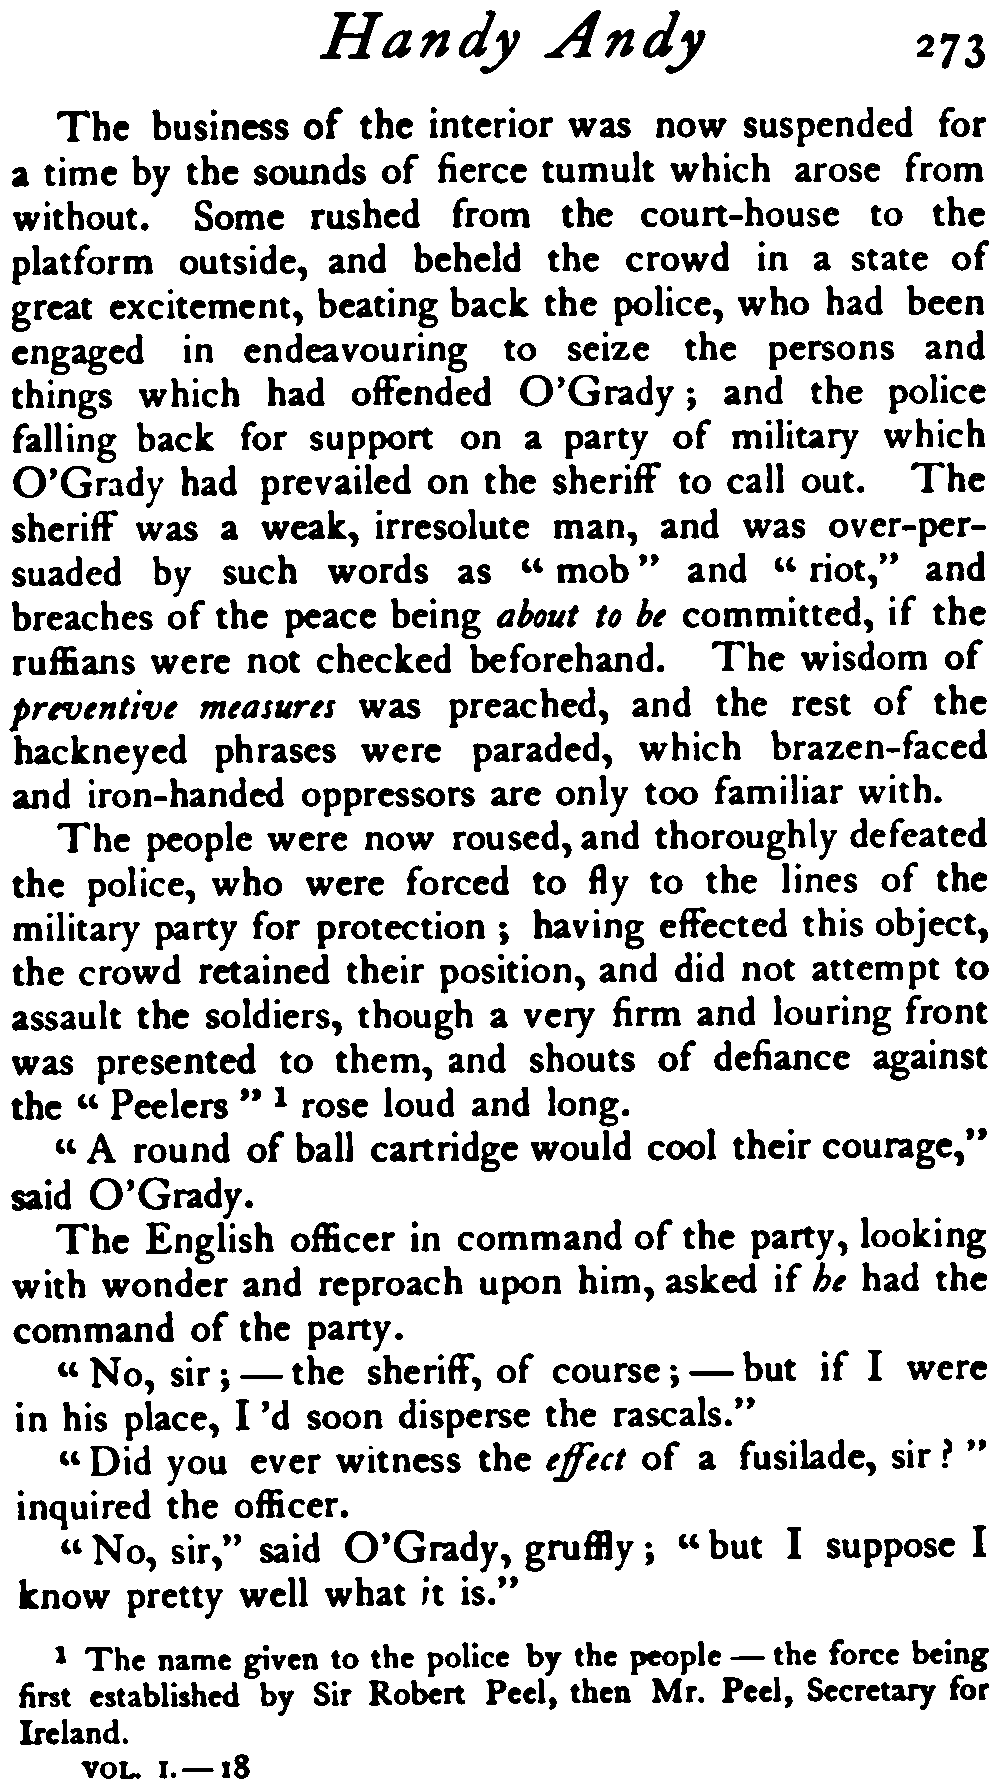 Handy Andy 273
The business of the interior was now suspended for
a time by the sounds of fierce tumult which arose from
without. Some rushed from the court-house to the
platform outside, and beheld the crowd in a state of
great excitement, beating back the police, who had been
engaged in endeavouring to seize the persons and
things which had offended O'Grady; and the police
falling back for support on a party of military which
O'Grady had prevailed on the sheriff to call out. The
sheriff was a weak, irresolute man, and was over-per-
suaded by such words as “mob” and “riot,” and
breaches of the peace being about to be committed, if the
ruffians were not checked beforehand. The wisdom of
preventive measures was preached, and the rest of the
hackneyed phrases were paraded, which brazen-faced
and iron-handed oppressors are only too familiar with.
The people were now roused, and thoroughly defeated
the police, who were forced to fly to the lines of the
military party for protection; having effected this object,
the crowd retained their position, and did not attempt to
assault the soldiers, though a very firm and louring front
was presented to them, and shouts of defiance against
the “Peelers” 1 rose loud and long.
“A round of ball cartridge would cool their courage,”
said O'Grady.
The English officer in command of the party, looking
with wonder and reproach upon him, asked if he had the
command of the party.
“No, sir;—the sheriff, of course;—but if I were
in his place, I 'd soon disperse the rascals.”
“Did you ever witness the effect of a fusilade, sir?”
inquired the officer.
“No, sir,” said O'Grady, gruffly; “but I suppose I
know pretty well what it is.”
1 The name given to the police by the people — the force being
first established by Sir Robert Peel, then Mr. Peel, Secretary for
Ireland.
VOL. I.—18